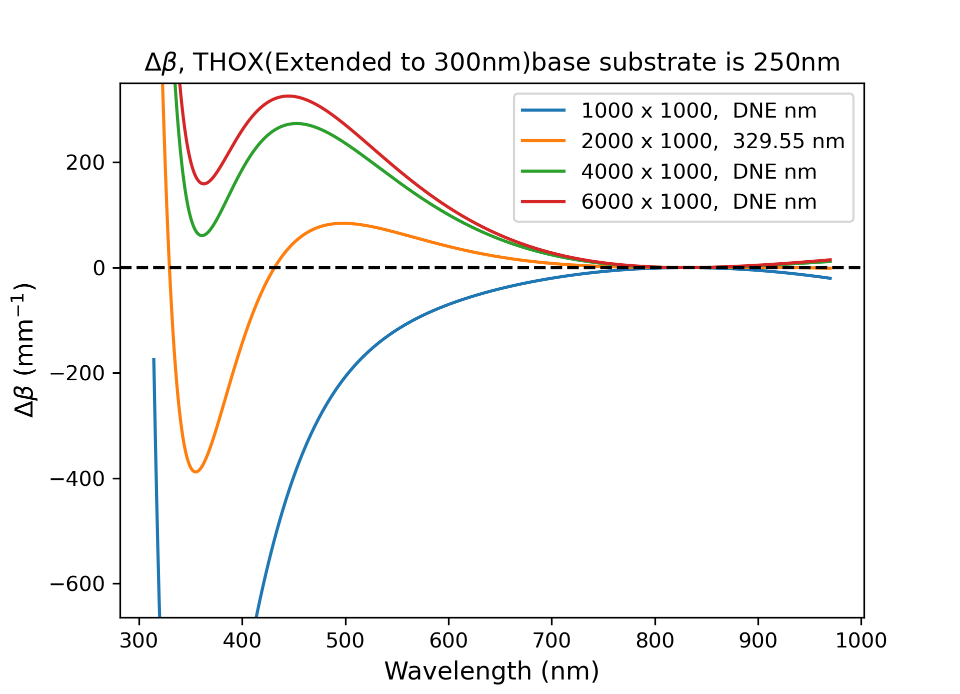 Δβ, THOX(Extended to 300nm)base substrate is 250nm
1000 x 1000,  DNE nm
2000 x 1000,  329.55 nm
4000 x 1000,  DNE nm
6000 x 1000,  DNE nm
200
0
−200
−400
−600
Δβ (mm⁻¹)
300 400 500 600 700 800 900 1000
Wavelength (nm)